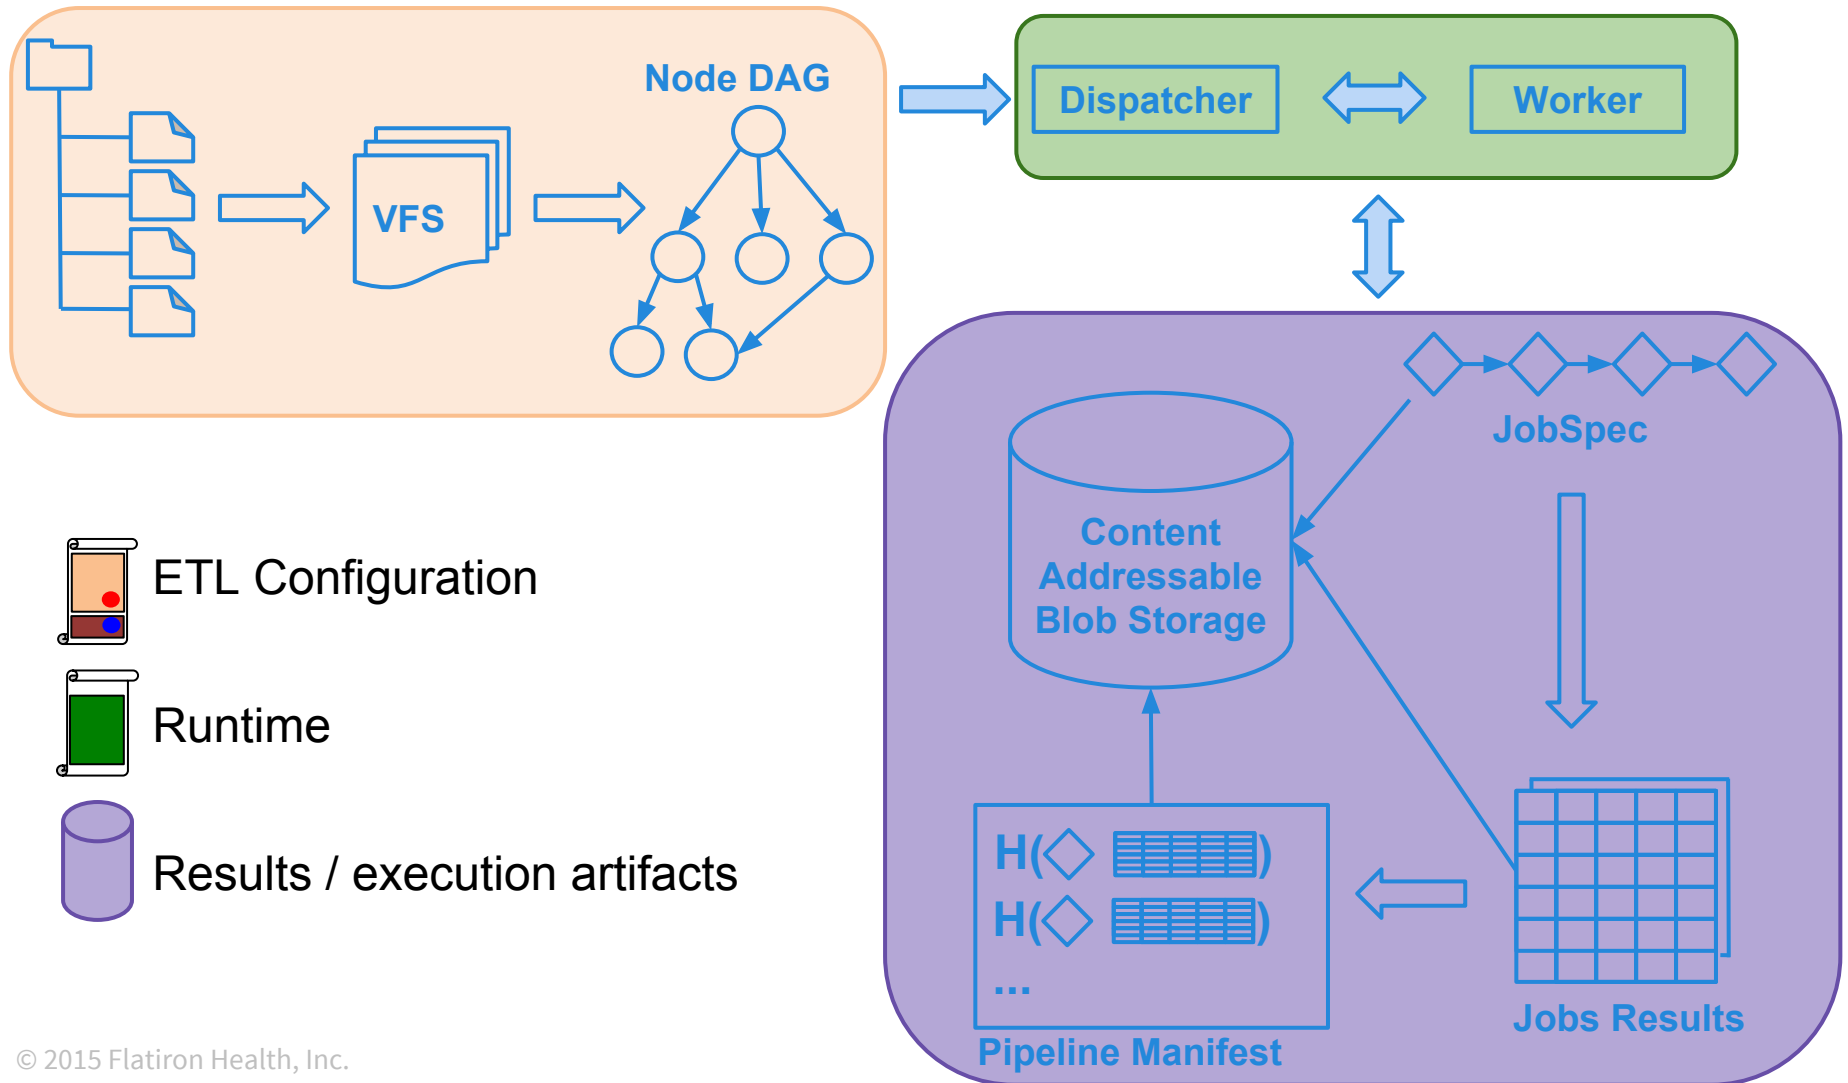 Node DAG
VFS
Dispatcher
Worker
JobSpec
Content
Addressable
Blob Storage
ETL Configuration
Runtime
Results / execution artifacts
H( )
H( )
...
Jobs Results
Pipeline Manifest
© 2015 Flatiron Health, Inc.